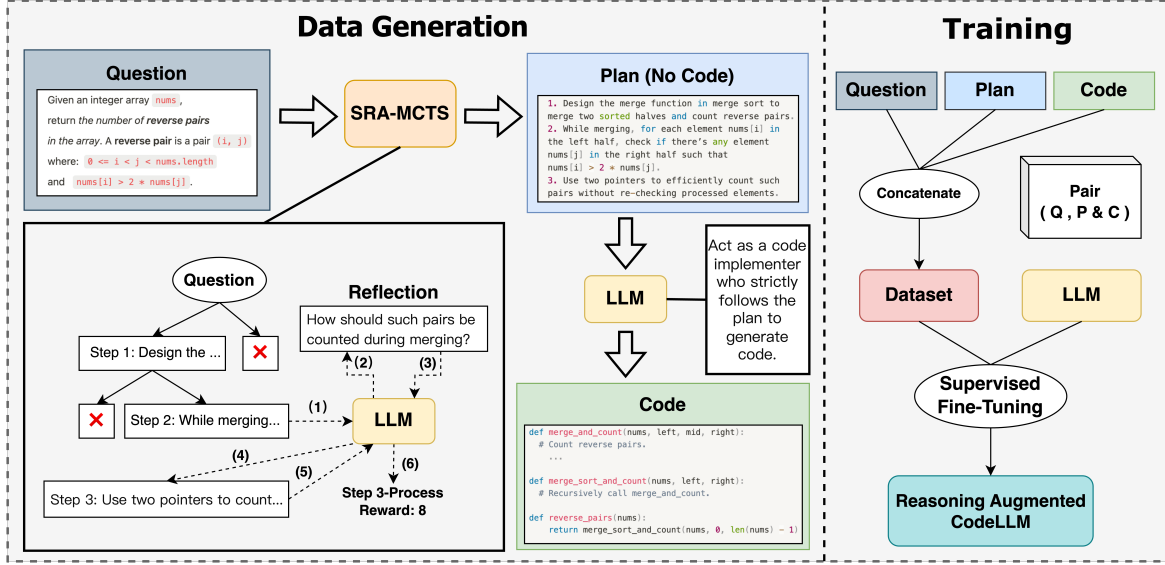 Data Generation
Question
Given an integer array nums ,
return the number of reverse pairs
in the array. A reverse pair is a pair (i, j)
where: 0 <= i < j < nums.length
and nums[i] > 2 * nums[j] .
SRA-MCTS
Plan (No Code)
1. Design the merge function in merge sort to
merge two sorted halves and count reverse pairs.
2. While merging, for each element nums[i] in
the left half, check if there's any element
nums[j] in the right half such that
nums[i] > 2 * nums[j].
3. Use two pointers to efficiently count such
pairs without re-checking processed elements.
Question
Step 1: Design the ...
Step 2: While merging...
Step 3: Use two pointers to count...
Reflection
How should such pairs be
counted during merging?
(1)
(2)
(3)
(4)
(5)
(6)
LLM
Step 3-Process
Reward: 8
LLM
Act as a code
implementer
who strictly
follows the
plan to
generate
code.
Code
def merge_and_count(nums, left, mid, right):
# Count reverse pairs.
...
def merge_sort_and_count(nums, left, right):
# Recursively call merge_and_count.
def reverse_pairs(nums):
return merge_sort_and_count(nums, 0, len(nums) - 1)
Training
Question
Plan
Code
Concatenate
Pair
( Q , P & C )
Dataset
LLM
Supervised
Fine-Tuning
Reasoning Augmented
CodeLLM